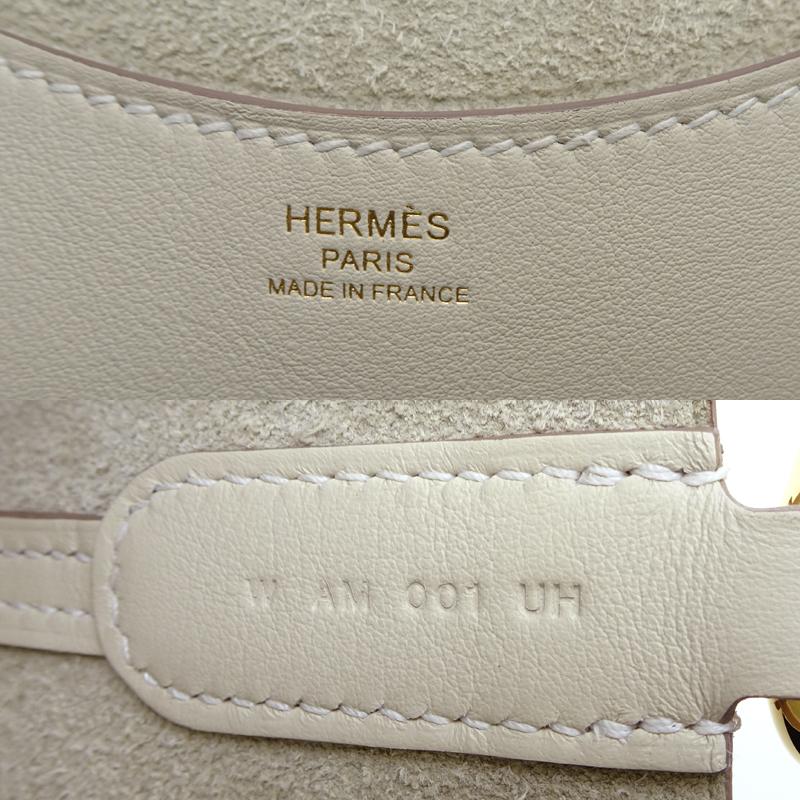 HERMÈS
PARIS
MADE IN FRANCE
W AM 001 UH